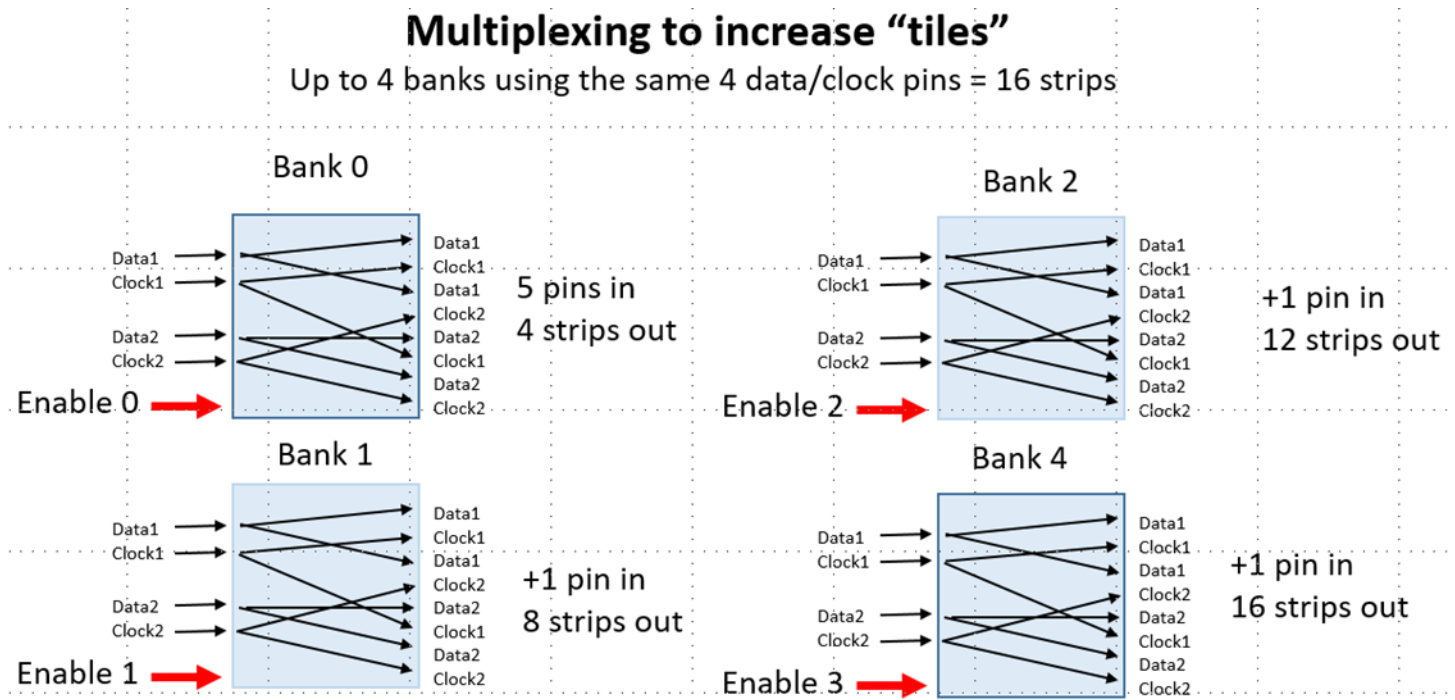 Multiplexing to increase “tiles”
Up to 4 banks using the same 4 data/clock pins = 16 strips
Bank 0
Data1
Clock1
Data2
Clock2
Enable 0
Data1
Clock1
Data1
Clock2
Data2
Clock1
Data2
Clock2
5 pins in
4 strips out
Bank 1
Data1
Clock1
Data2
Clock2
Enable 1
Data1
Clock1
Data1
Clock2
Data2
Clock1
Data2
Clock2
+1 pin in
8 strips out
Bank 2
Data1
Clock1
Data2
Clock2
Enable 2
Data1
Clock1
Data1
Clock2
Data2
Clock1
Data2
Clock2
+1 pin in
12 strips out
Bank 4
Data1
Clock1
Data2
Clock2
Enable 3
Data1
Clock1
Data1
Clock2
Data2
Clock1
Data2
Clock2
+1 pin in
16 strips out